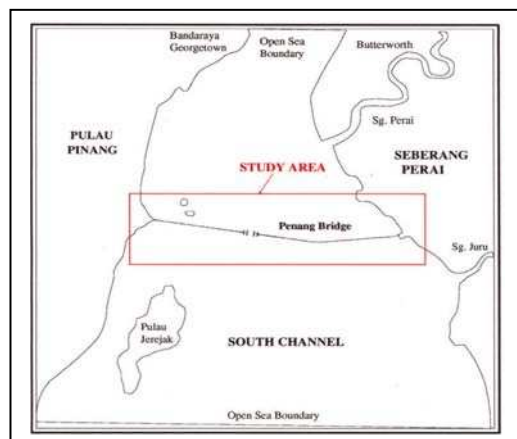 Bandaraya
Georgetown
Open Sea
Boundary
Butterworth
Sg. Perai
PULAU
PINANG
SEBERANG
PERAI
STUDY AREA
Penang Bridge
Sg. Juru
Pulau
Jerejak
SOUTH CHANNEL
Open Sea Boundary